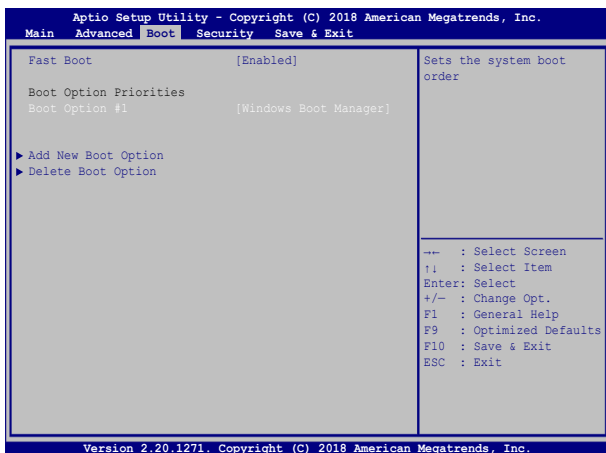 Aptio Setup Utility - Copyright (C) 2018 American Megatrends, Inc.
Main Advanced Boot Security Save & Exit
Fast Boot [Enabled]
Boot Option Priorities
Boot Option #1 [Windows Boot Manager]
▶ Add New Boot Option
▶ Delete Boot Option
Sets the system boot
order
→← : Select Screen
↑↓ : Select Item
Enter: Select
+/— : Change Opt.
F1 : General Help
F9 : Optimized Defaults
F10 : Save & Exit
ESC : Exit
Version 2.20.1271. Copyright (C) 2018 American Megatrends, Inc.